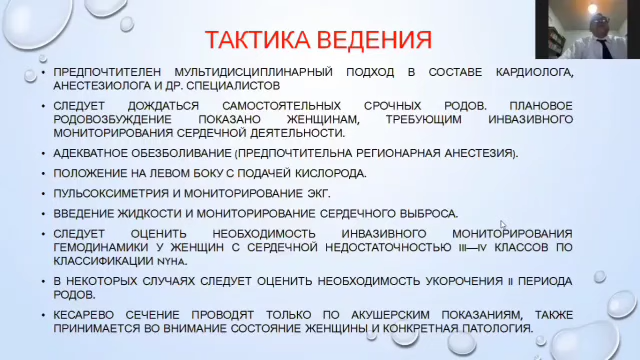 ТАКТИКА ВЕДЕНИЯ
• ПРЕДПОЧТИТЕЛЕН МУЛЬТИДИСЦИПЛИНАРНЫЙ ПОДХОД В СОСТАВЕ КАРДИОЛОГА,
АНЕСТЕЗИОЛОГА И ДР. СПЕЦИАЛИСТОВ
• СЛЕДУЕТ ДОЖДАТЬСЯ САМОСТОЯТЕЛЬНЫХ СРОЧНЫХ РОДОВ. ПЛАНОВОЕ
РОДОВОЗБУЖДЕНИЕ ПОКАЗАНО ЖЕНЩИНАМ, ТРЕБУЮЩИМ ИНВАЗИВНОГО
МОНИТОРИРОВАНИЯ СЕРДЕЧНОЙ ДЕЯТЕЛЬНОСТИ.
• АДЕКВАТНОЕ ОБЕЗБОЛИВАНИЕ (ПРЕДПОЧТИТЕЛЬНА РЕГИОНАРНАЯ АНЕСТЕЗИЯ).
• ПОЛОЖЕНИЕ НА ЛЕВОМ БОКУ С ПОДАЧЕЙ КИСЛОРОДА.
• ПУЛЬСОКСИМЕТРИЯ И МОНИТОРИРОВАНИЕ ЭКГ.
• ВВЕДЕНИЕ ЖИДКОСТИ И МОНИТОРИРОВАНИЕ СЕРДЕЧНОГО ВЫБРОСА.
• СЛЕДУЕТ ОЦЕНИТЬ НЕОБХОДИМОСТЬ ИНВАЗИВНОГО МОНИТОРИРОВАНИЯ
ГЕМОДИНАМИКИ У ЖЕНЩИН С СЕРДЕЧНОЙ НЕДОСТАТОЧНОСТЬЮ III—IV КЛАССОВ ПО
КЛАССИФИКАЦИИ NYHA.
• В НЕКОТОРЫХ СЛУЧАЯХ СЛЕДУЕТ ОЦЕНИТЬ НЕОБХОДИМОСТЬ УКОРОЧЕНИЯ II ПЕРИОДА
РОДОВ.
• КЕСАРЕВО СЕЧЕНИЕ ПРОВОДЯТ ТОЛЬКО ПО АКУШЕРСКИМ ПОКАЗАНИЯМ, ТАКЖЕ
ПРИНИМАЕТСЯ ВО ВНИМАНИЕ СОСТОЯНИЕ ЖЕНЩИНЫ И КОНКРЕТНАЯ ПАТОЛОГИЯ.